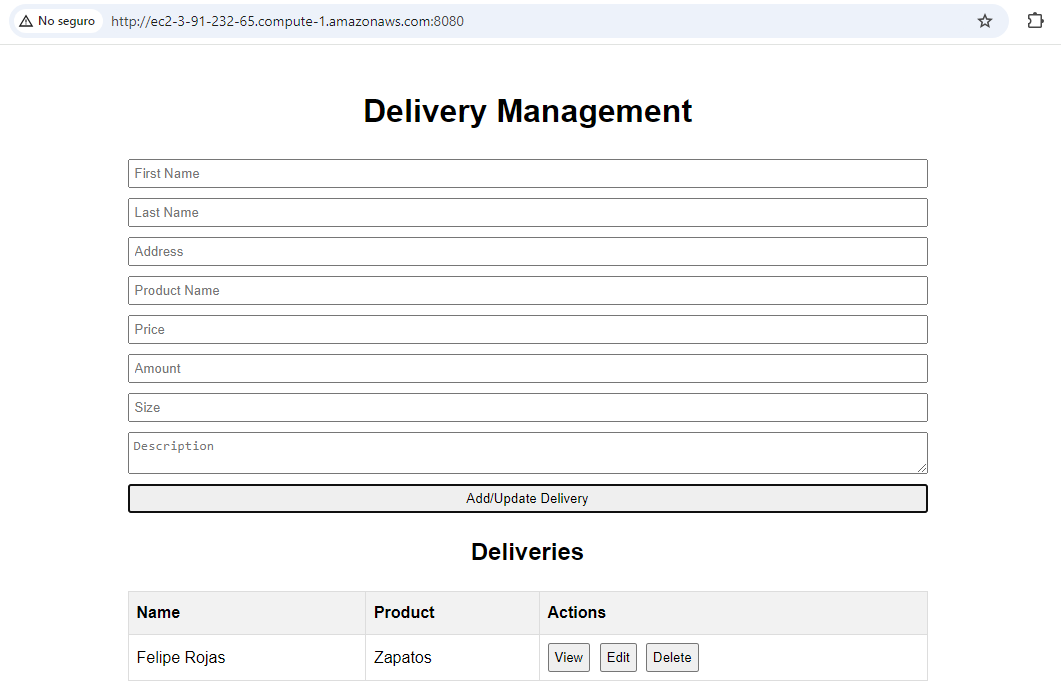 No seguro http://ec2-3-91-232-65.compute-1.amazonaws.com:8080
Delivery Management
First Name
Last Name
Address
Product Name
Price
Amount
Size
Description
Add/Update Delivery
Deliveries
Name Product Actions
Felipe Rojas Zapatos View Edit Delete